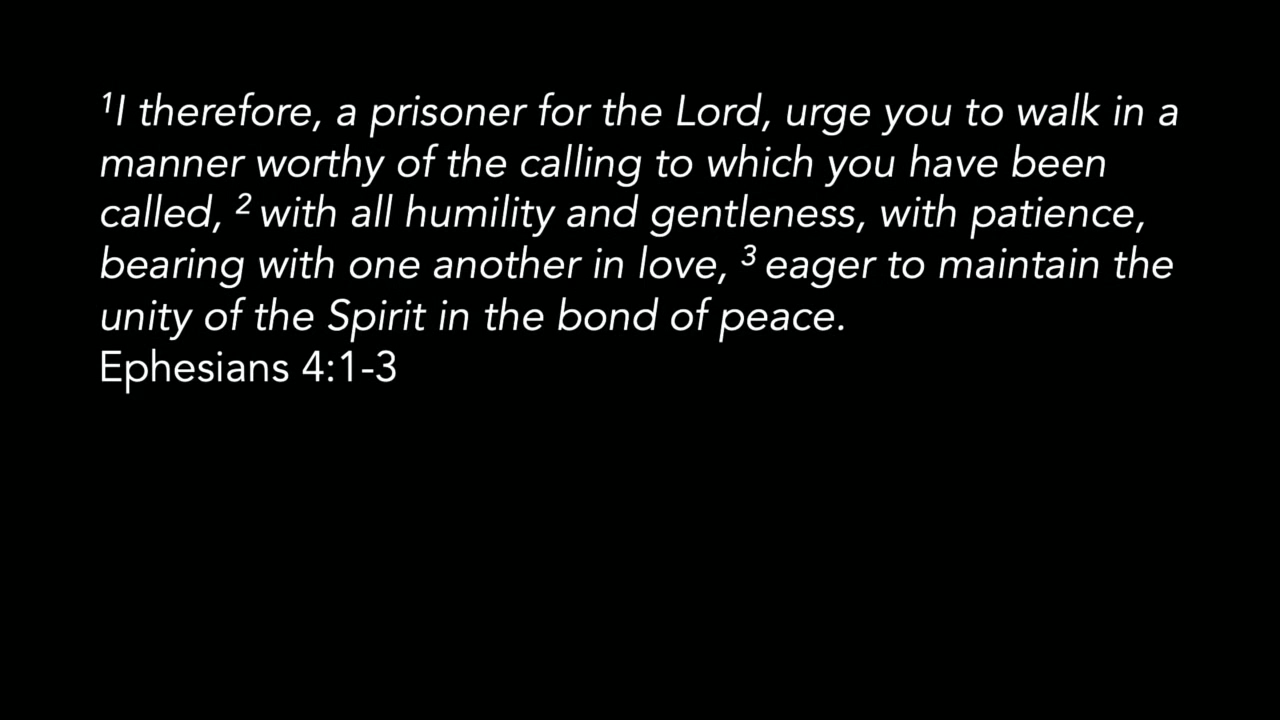 ¹I therefore, a prisoner for the Lord, urge you to walk in a
manner worthy of the calling to which you have been
called, ² with all humility and gentleness, with patience,
bearing with one another in love, ³ eager to maintain the
unity of the Spirit in the bond of peace.
Ephesians 4:1-3